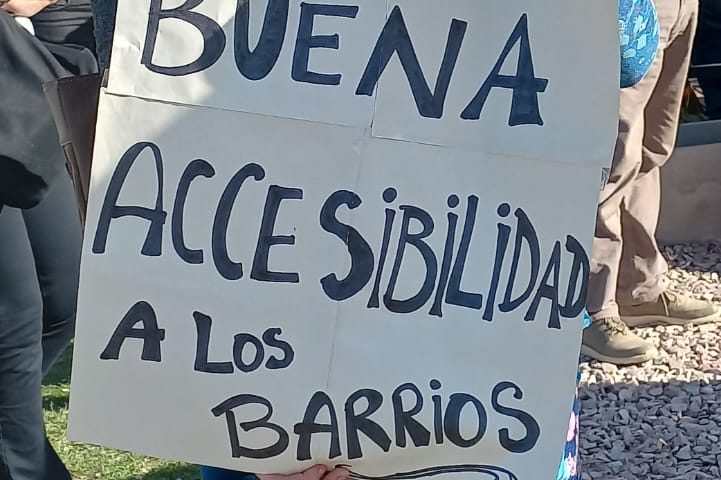 BUENA
ACCESiBiLiDAD
A LOS
BARRiOS